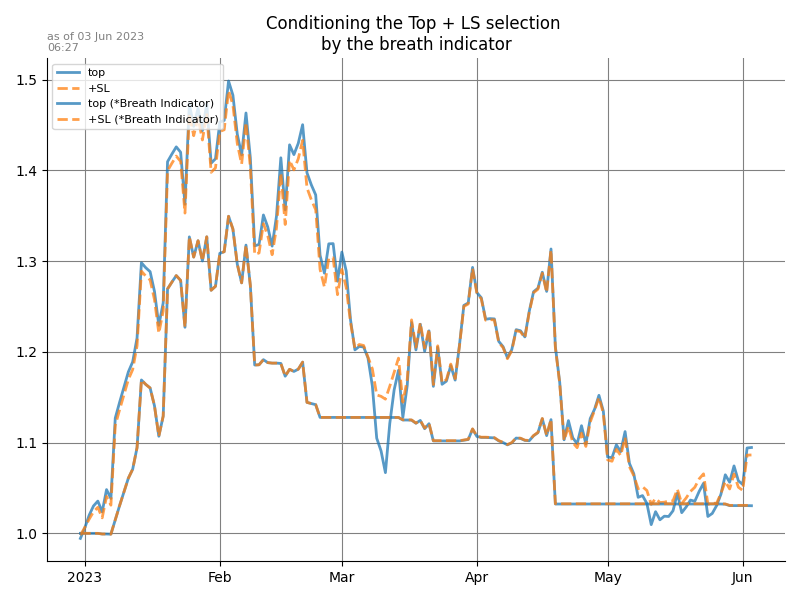 Conditioning the Top + LS selection
by the breath indicator
as of 03 Jun 2023
06:27
top
+SL
top (*Breath Indicator)
+SL (*Breath Indicator)
1.5
1.4
1.3
1.2
1.1
1.0
2023 Feb Mar Apr May Jun